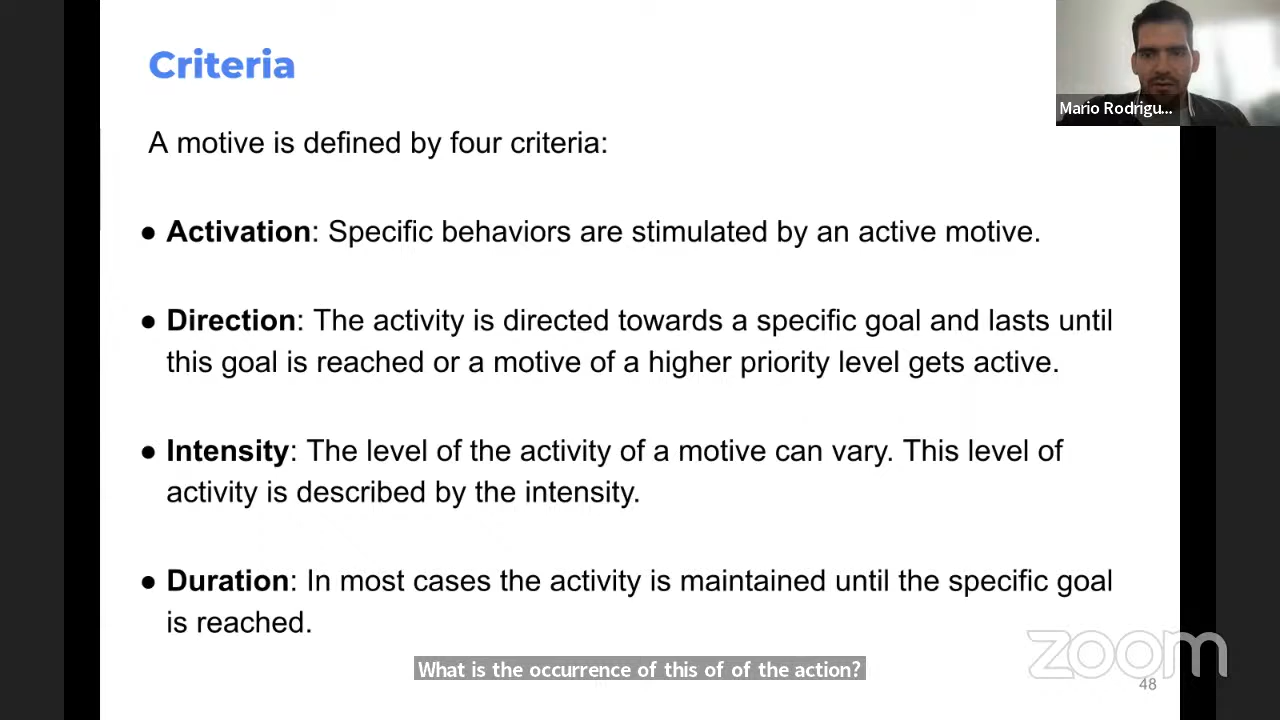 Criteria
Mario Rodrigu...
A motive is defined by four criteria:
● Activation: Specific behaviors are stimulated by an active motive.
● Direction: The activity is directed towards a specific goal and lasts until
this goal is reached or a motive of a higher priority level gets active.
● Intensity: The level of the activity of a motive can vary. This level of
activity is described by the intensity.
● Duration: In most cases the activity is maintained until the specific goal
is reached.
zoom
What is the occurrence of this of of the action?
48